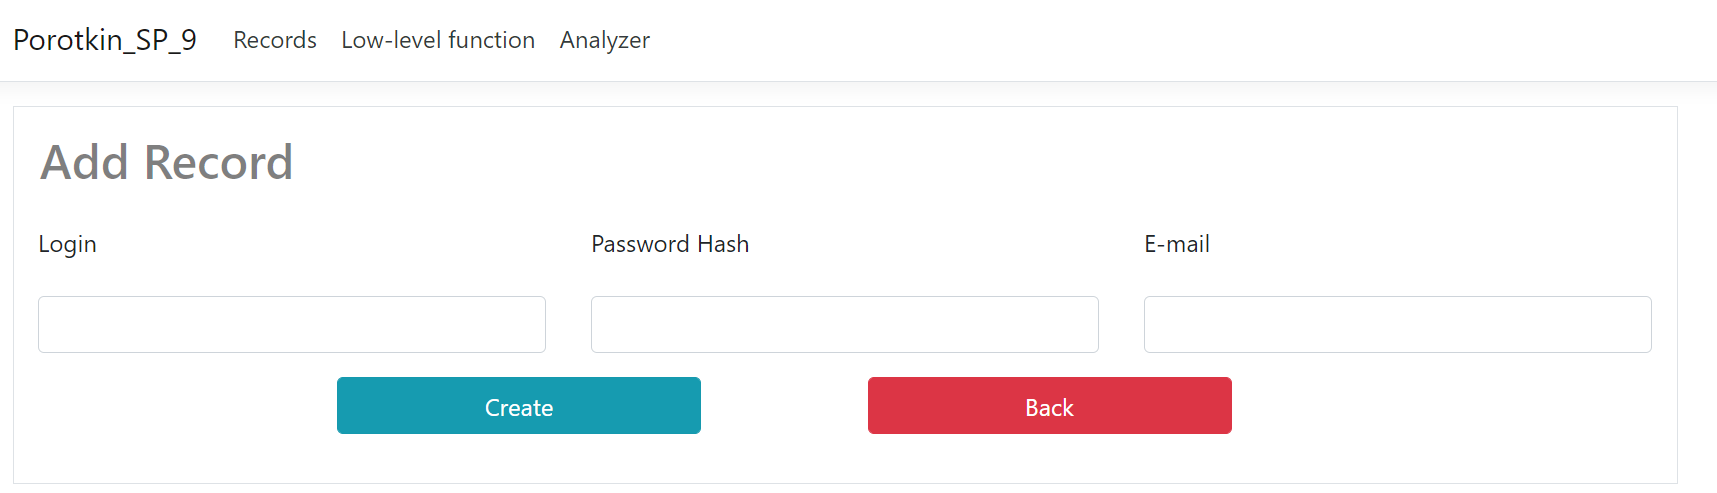 Porotkin_SP_9 Records Low-level function Analyzer
Add Record
Login Password Hash E-mail
Create Back